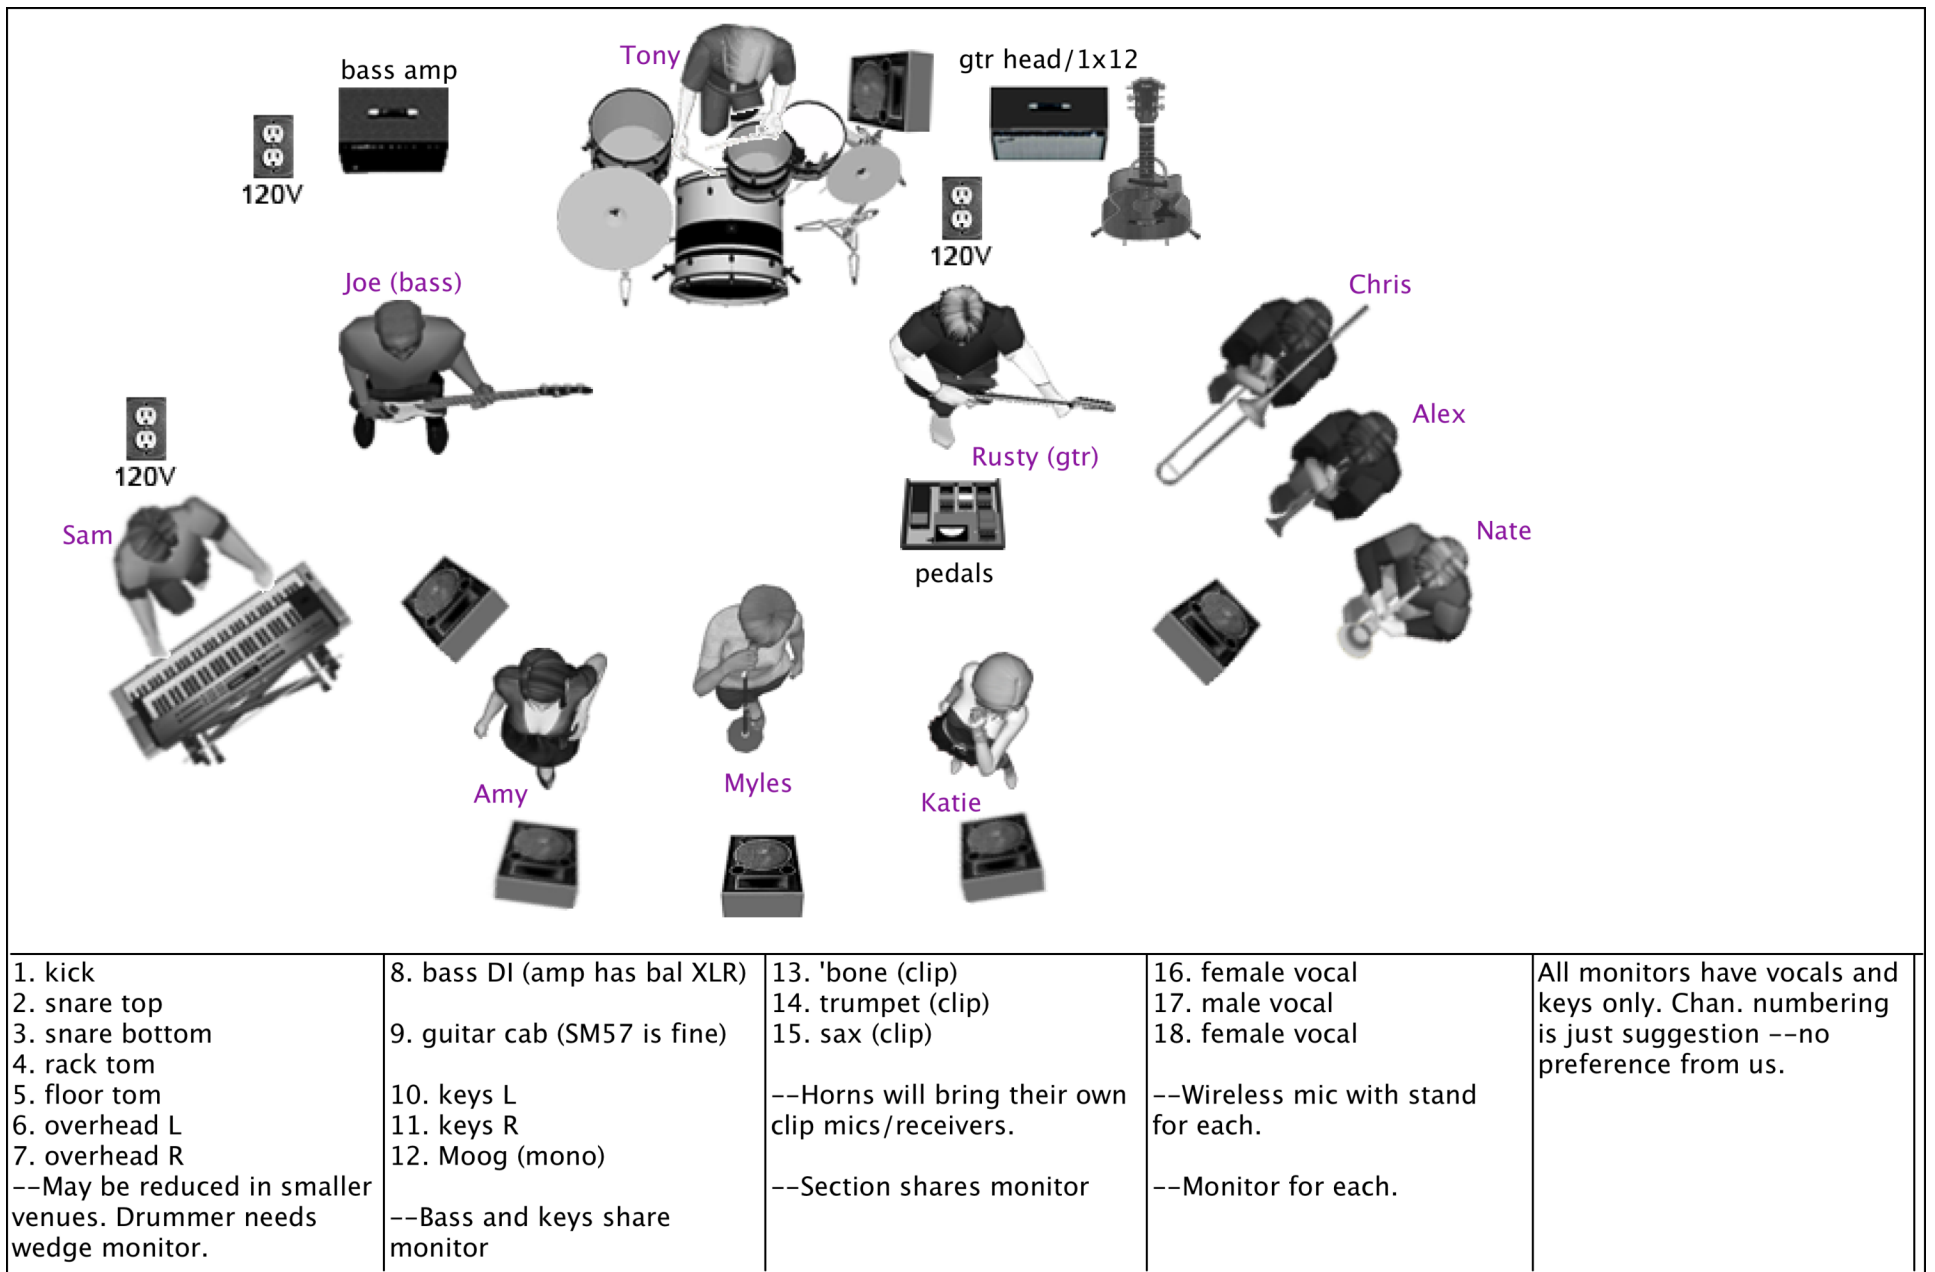 Tony
bass amp
gtr head/1x12
120V
120V
Joe (bass)
Chris
Alex
Rusty (gtr)
120V
Sam
Nate
pedals
Amy
Myles
Katie
1. kick
2. snare top
3. snare bottom
4. rack tom
5. floor tom
6. overhead L
7. overhead R
--May be reduced in smaller
venues. Drummer needs
wedge monitor.
8. bass DI (amp has bal XLR)
9. guitar cab (SM57 is fine)
10. keys L
11. keys R
12. Moog (mono)
--Bass and keys share
monitor
13. 'bone (clip)
14. trumpet (clip)
15. sax (clip)
--Horns will bring their own
clip mics/receivers.
--Section shares monitor
16. female vocal
17. male vocal
18. female vocal
--Wireless mic with stand
for each.
--Monitor for each.
All monitors have vocals and
keys only. Chan. numbering
is just suggestion --no
preference from us.